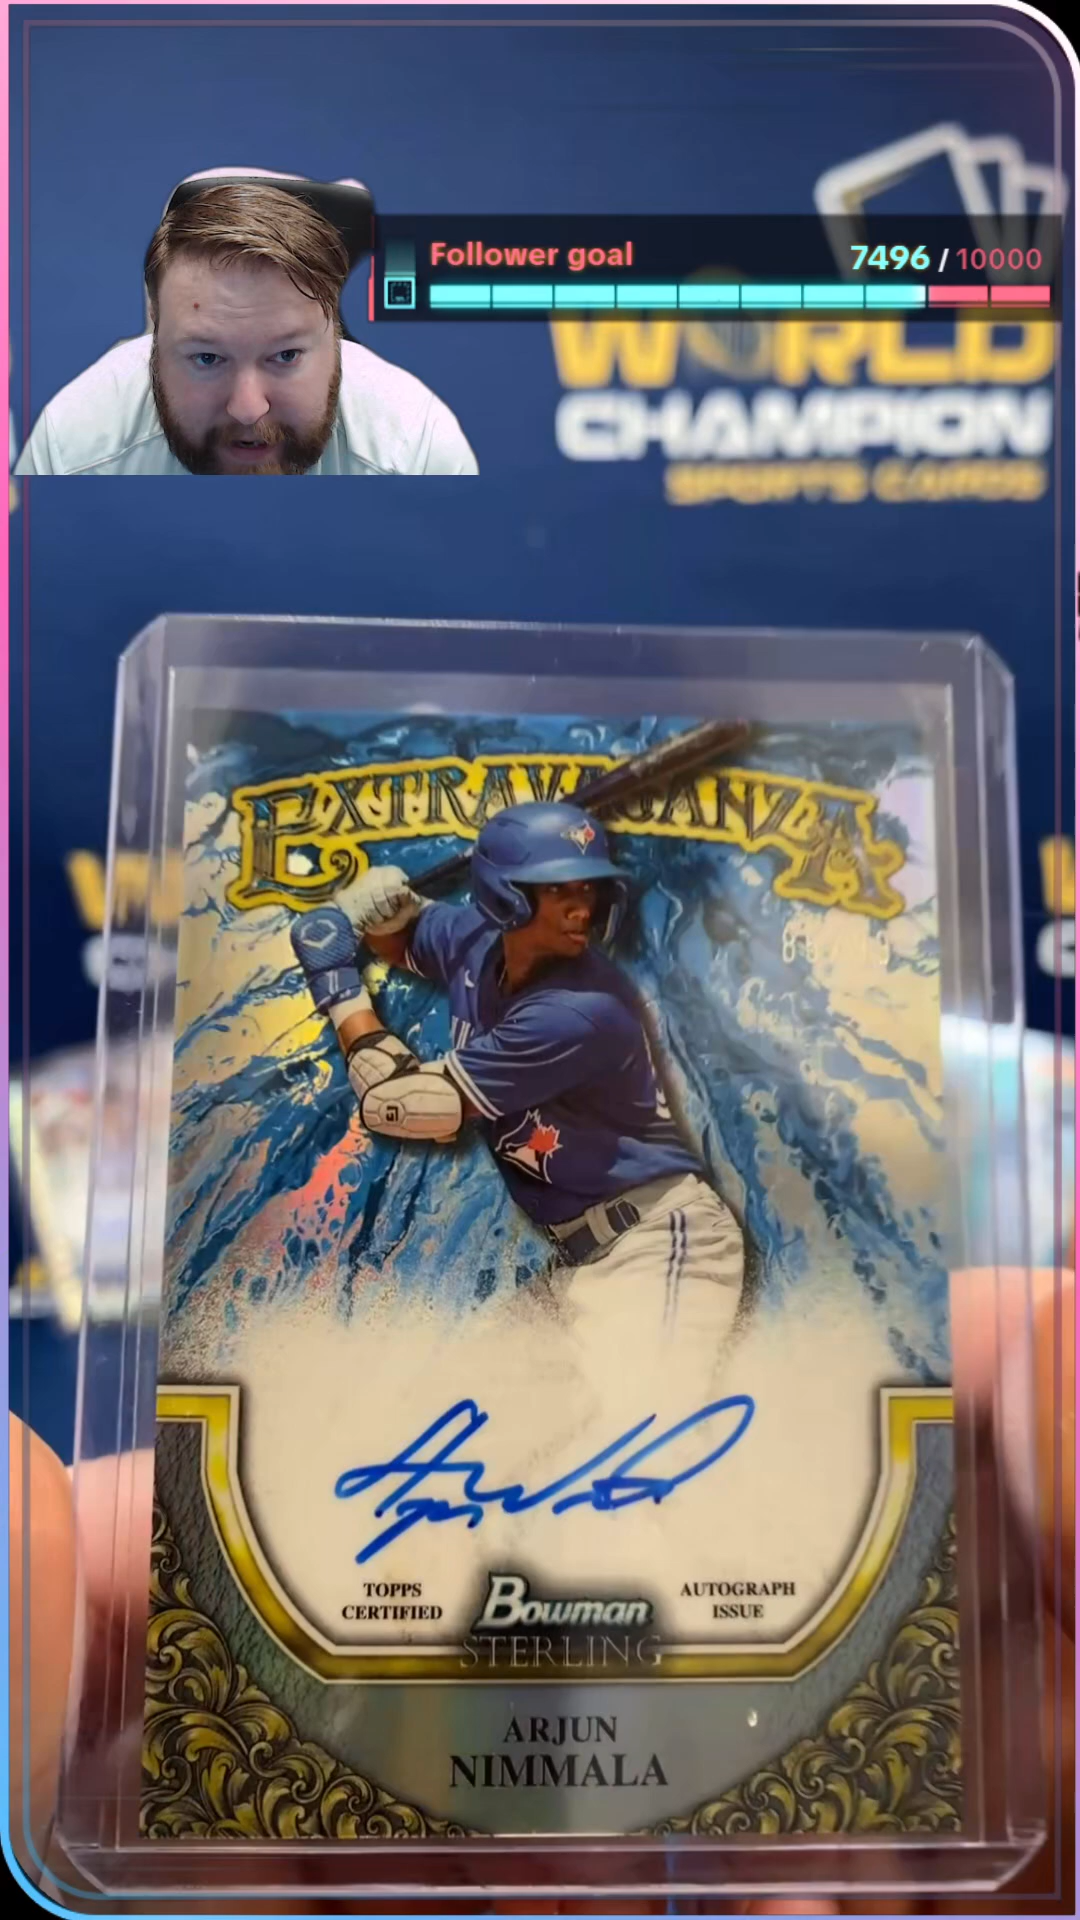 Follower goal
7496 / 10000
WORLD
CHAMPION
SPORTS CARDS
EXTRAVAGANZA
TOPPS
CERTIFIED
AUTOGRAPH
ISSUE
Bowman
STERLING
ARJUN
NIMMALA